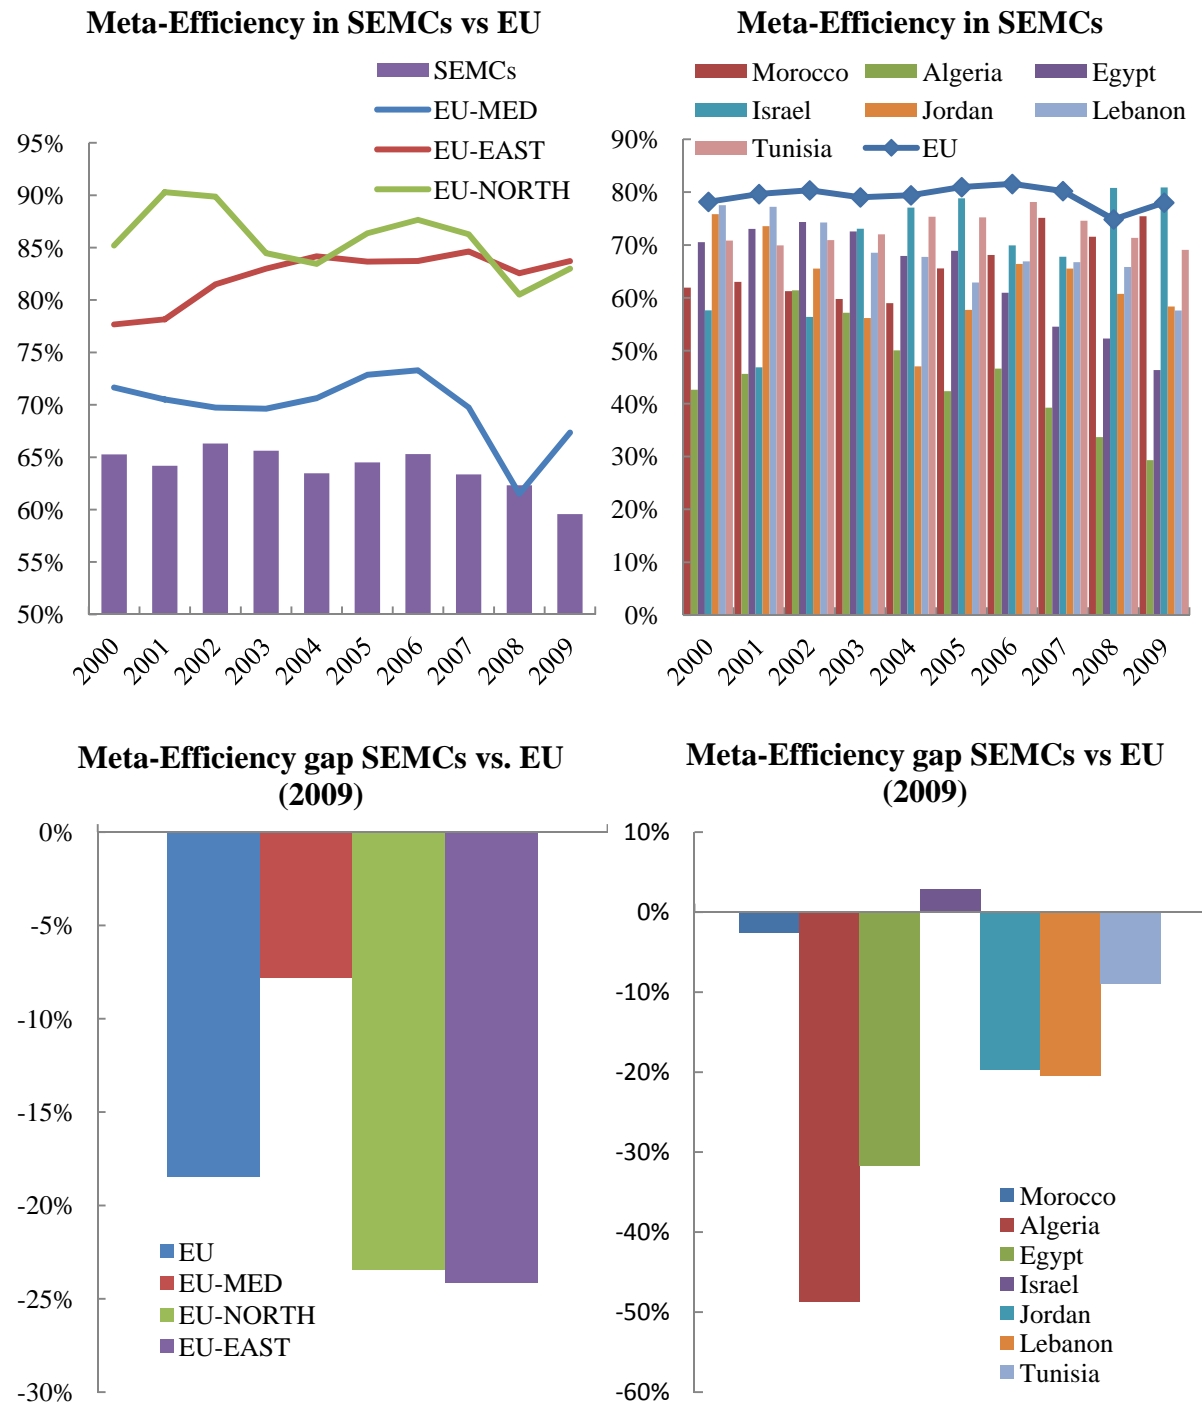 Meta-Efficiency in SEMCs vs EU
SEMCs
EU-MED
EU-EAST
EU-NORTH
95%
90%
85%
80%
75%
70%
65%
60%
55%
50%
2000 2001 2002 2003 2004 2005 2006 2007 2008 2009
Meta-Efficiency in SEMCs
Morocco Algeria Egypt
Israel Jordan Lebanon
Tunisia EU
90%
80%
70%
60%
50%
40%
30%
20%
10%
0%
2000 2001 2002 2003 2004 2005 2006 2007 2008 2009
Meta-Efficiency gap SEMCs vs. EU
(2009)
0%
-5%
-10%
-15%
-20%
-25%
-30%
EU
EU-MED
EU-NORTH
EU-EAST
Meta-Efficiency gap SEMCs vs EU
(2009)
10%
0%
-10%
-20%
-30%
-40%
-50%
-60%
Morocco
Algeria
Egypt
Israel
Jordan
Lebanon
Tunisia